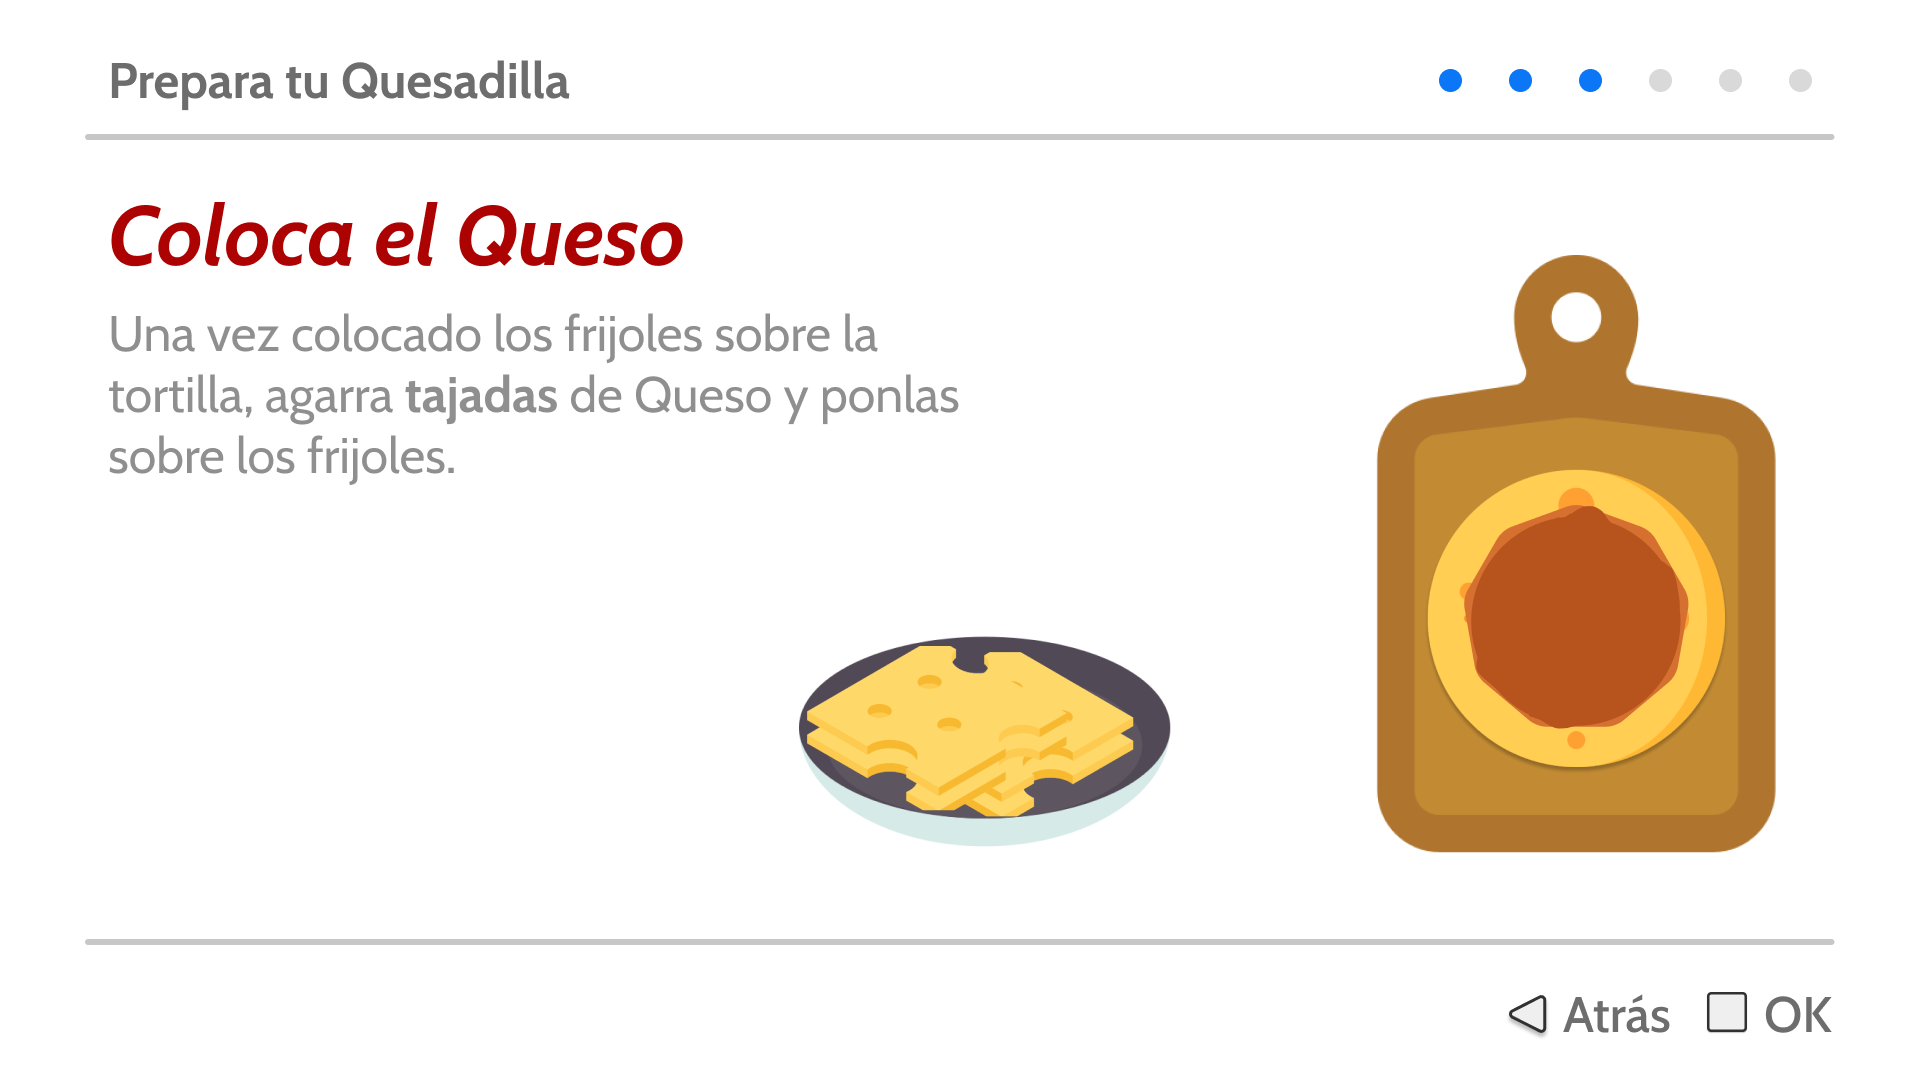 Prepara tu Quesadilla
Coloca el Queso
Una vez colocado los frijoles sobre la
tortilla, agarra tajadas de Queso y ponlas
sobre los frijoles.
Atrás OK